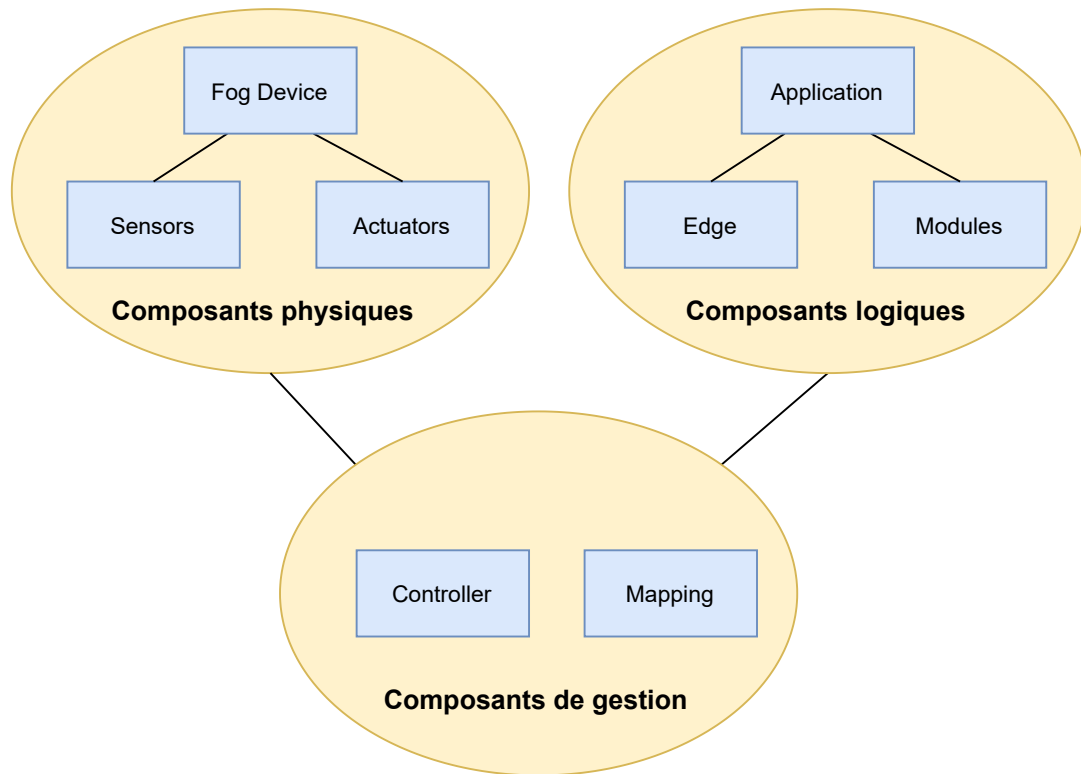 Fog Device
Sensors
Actuators
Composants physiques
Application
Edge
Modules
Composants logiques
Controller
Mapping
Composants de gestion